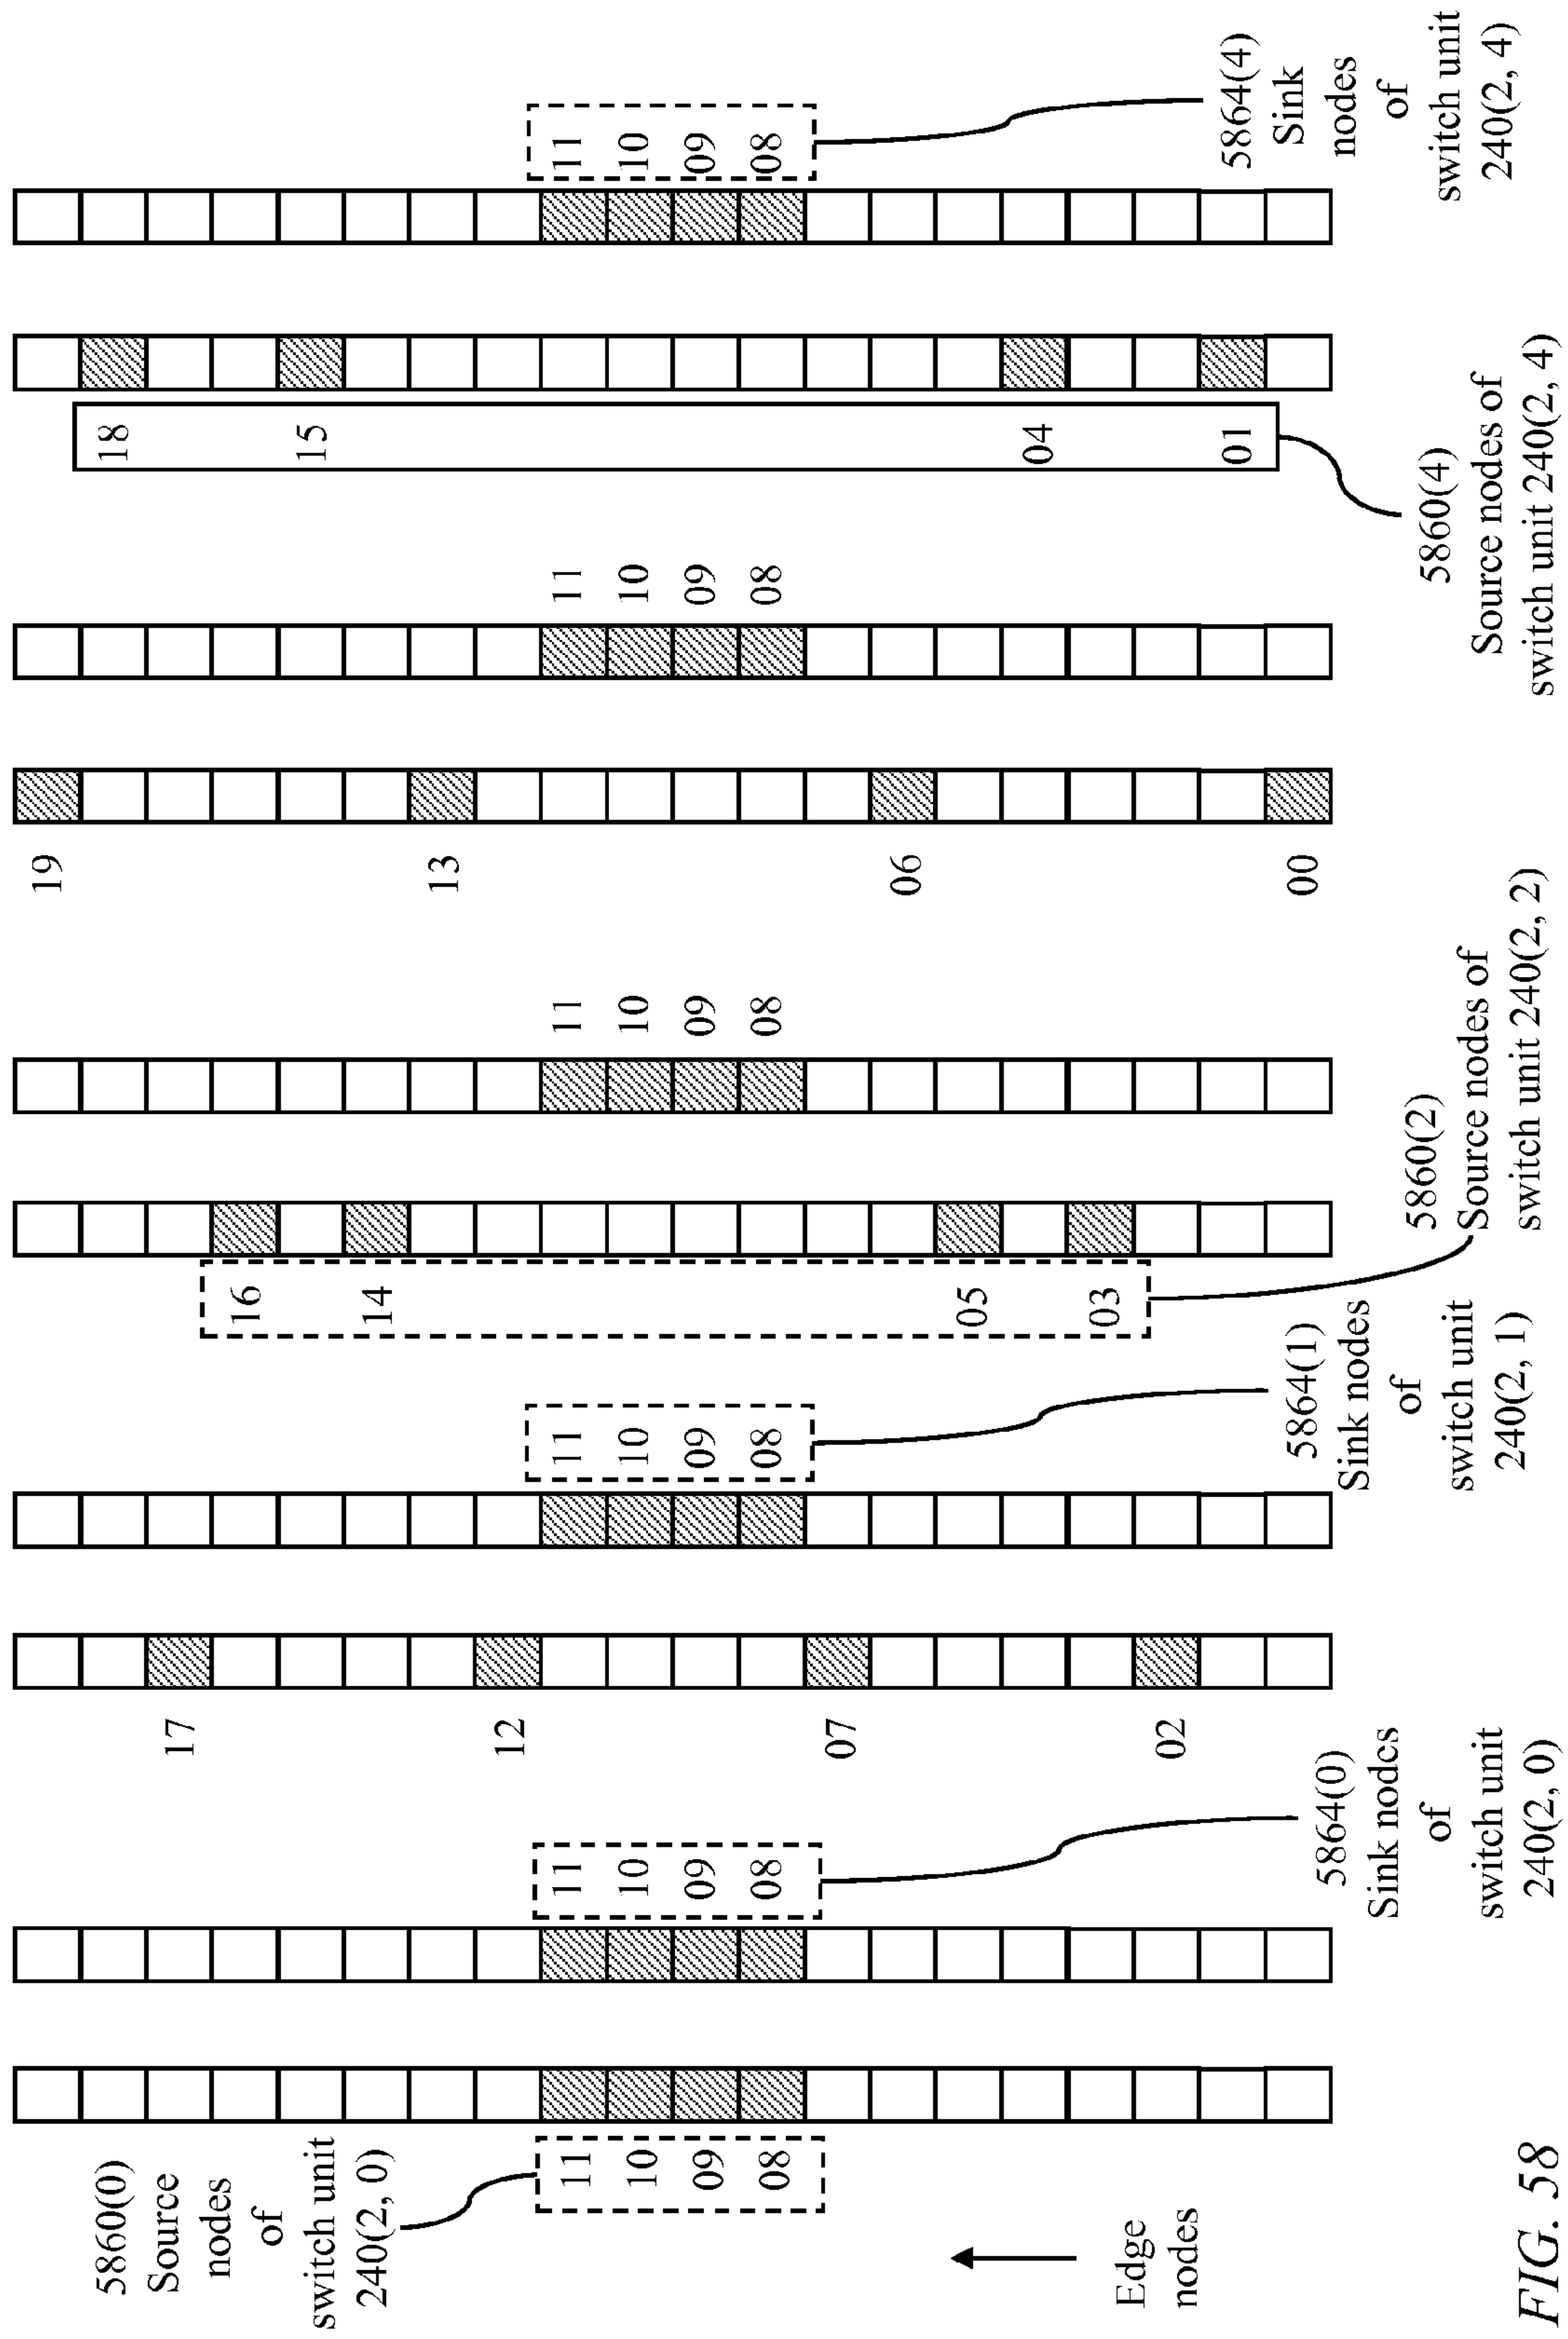 5860(0)
Source
nodes
of
switch unit
240(2, 0)
11
10
09
08
Edge
nodes
11
10
09
08
5864(0)
Sink nodes
of
switch unit
240(2, 0)
17
12
07
02
11
10
09
08
5864(1)
Sink nodes
of
switch unit
240(2, 1)
16
14
05
03
5860(2)
Source nodes of
switch unit 240(2, 2)
11
10
09
08
19
13
06
00
11
10
09
08
18
15
04
01
5860(4)
Source nodes of
switch unit 240(2, 4)
11
10
09
08
5864(4)
Sink
nodes
of
switch unit
240(2, 4)
FIG. 58